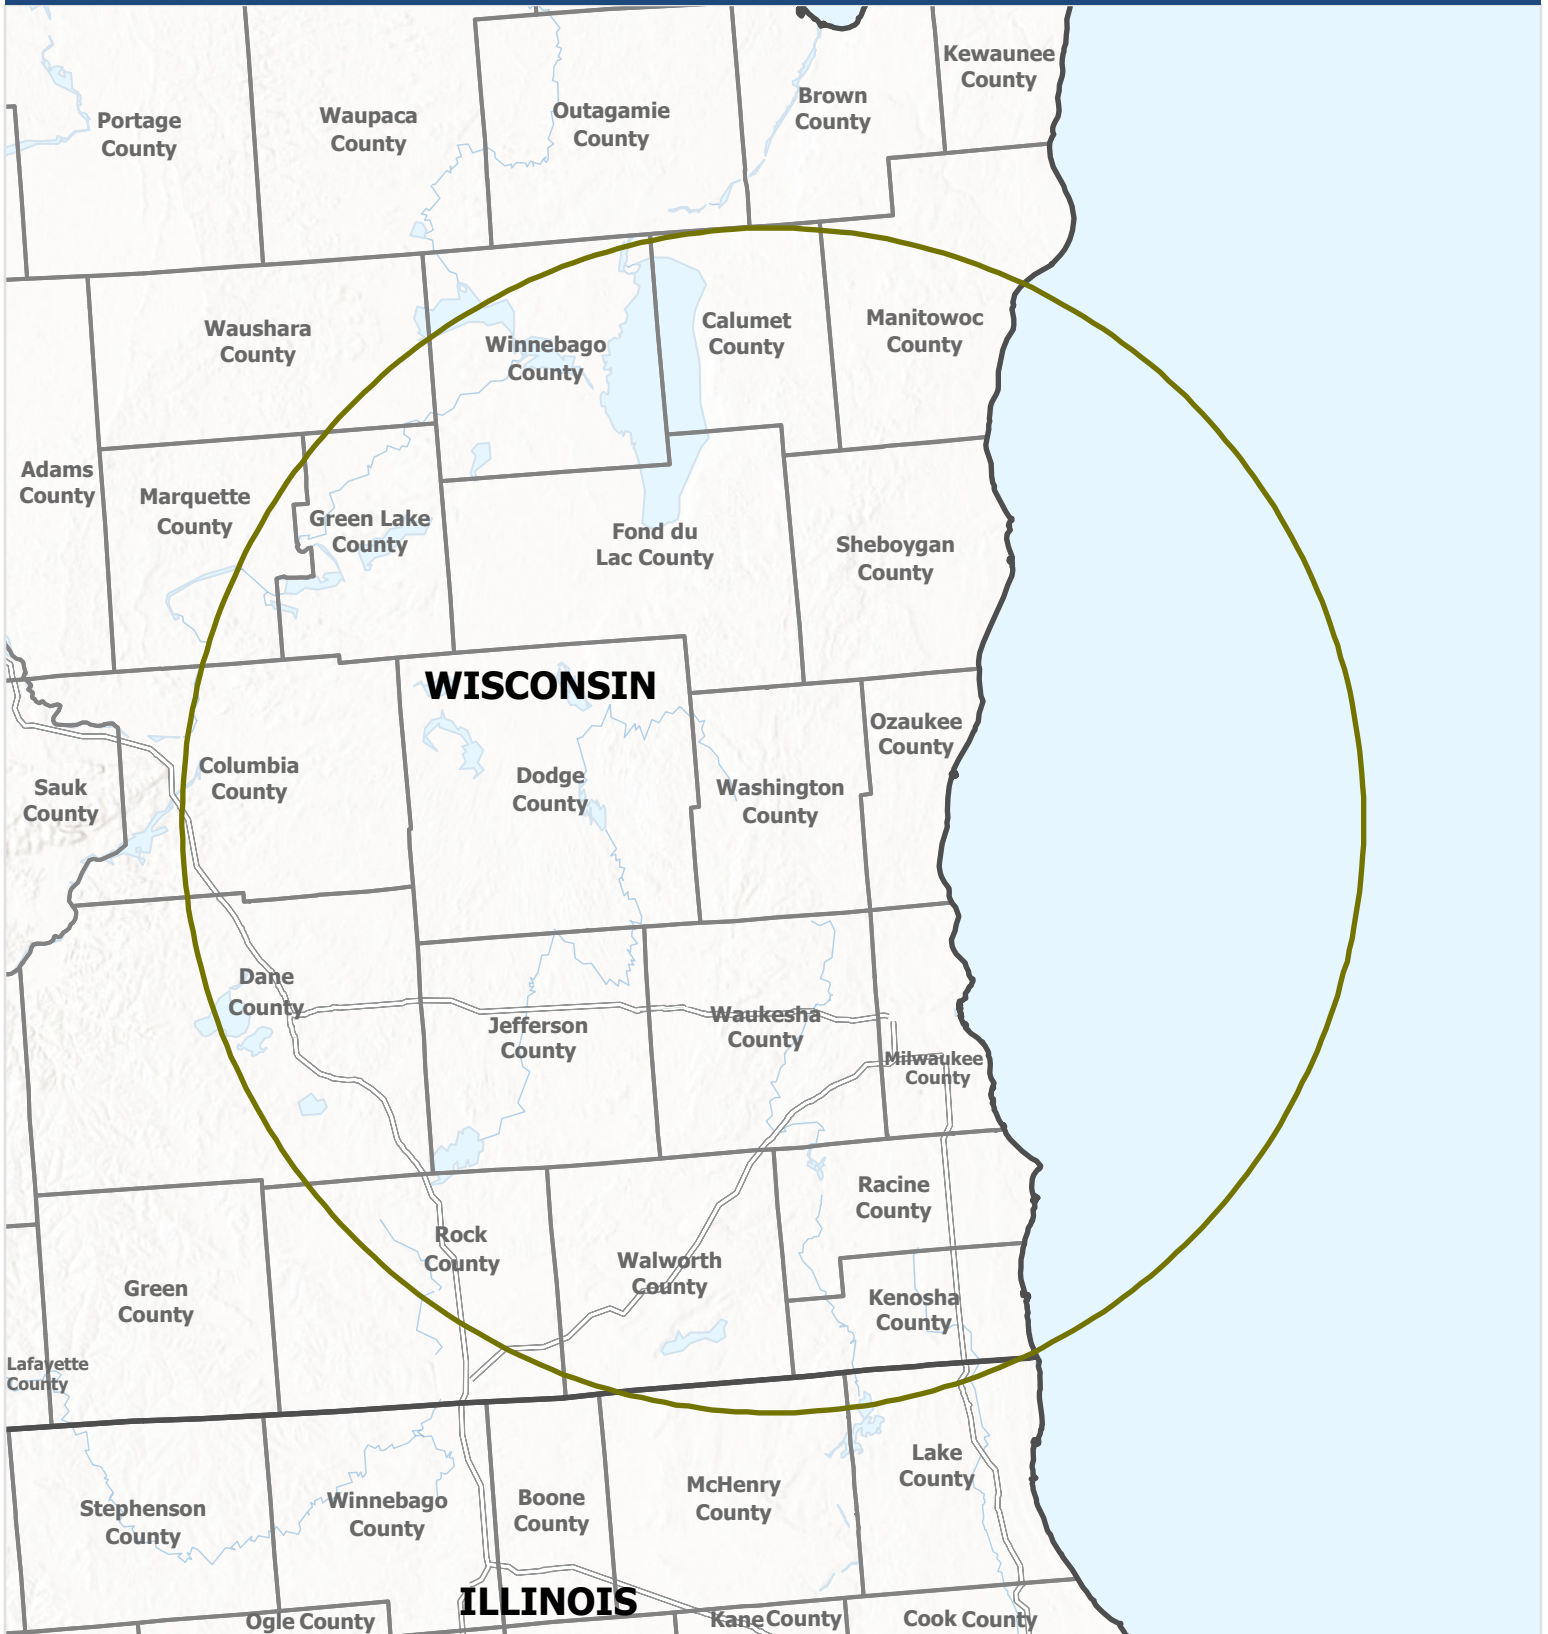 Kewaunee
County
Brown
County
Outagamie
County
Waupaca
County
Portage
County
Waushara
County
Winnebago
County
Calumet
County
Manitowoc
County
Adams
County
Marquette
County
Green Lake
County
Fond du
Lac County
Sheboygan
County
WISCONSIN
Ozaukee
County
Columbia
County
Sauk
County
Dodge
County
Washington
County
Dane
County
Jefferson
County
Waukesha
County
Milwaukee
County
Racine
County
Rock
County
Walworth
County
Green
County
Kenosha
County
Lafayette
County
Lake
County
McHenry
County
Boone
County
Winnebago
County
Stephenson
County
ILLINOIS
Ogle County
Kane County
Cook County